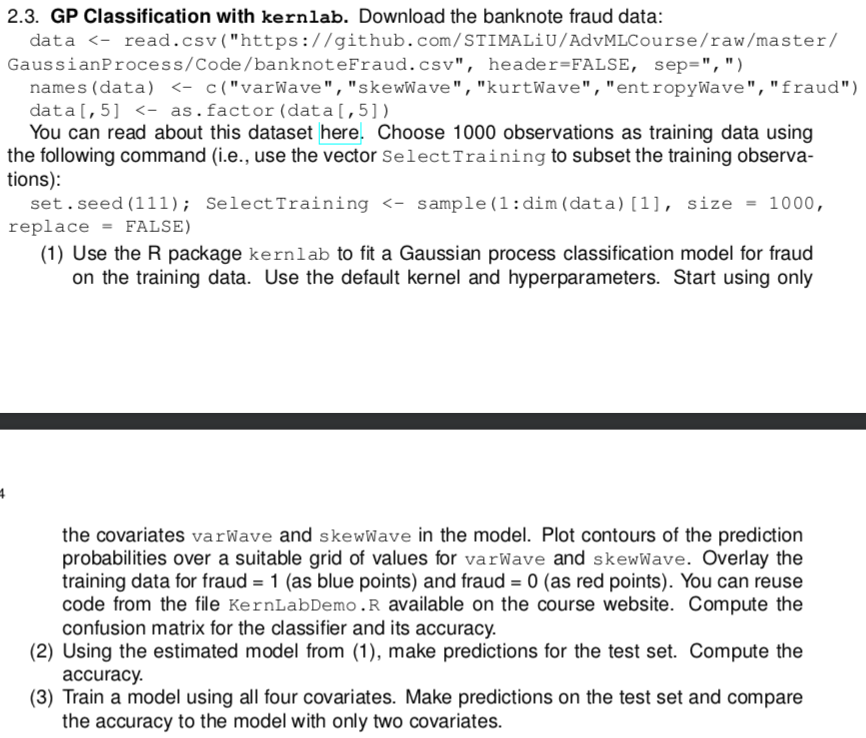 2.3. GP Classification with kernlab. Download the banknote fraud data:
data <- read.csv("https://github.com/STIMALiU/AdvMLCourse/raw/master/
GaussianProcess/Code/banknoteFraud.csv", header=FALSE, sep=",")
names(data) <- c("varWave","skewWave","kurtWave","entropyWave","fraud")
data[,5] <- as.factor(data[,5])
You can read about this dataset here. Choose 1000 observations as training data using
the following command (i.e., use the vector SelectTraining to subset the training observa-
tions):
set.seed(111); SelectTraining <- sample(1:dim(data)[1], size = 1000,
replace = FALSE)
(1) Use the R package kernlab to fit a Gaussian process classification model for fraud
on the training data. Use the default kernel and hyperparameters. Start using only
4
the covariates varWave and skewWave in the model. Plot contours of the prediction
probabilities over a suitable grid of values for varWave and skewWave. Overlay the
training data for fraud = 1 (as blue points) and fraud = 0 (as red points). You can reuse
code from the file KernLabDemo.R available on the course website. Compute the
confusion matrix for the classifier and its accuracy.
(2) Using the estimated model from (1), make predictions for the test set. Compute the
accuracy.
(3) Train a model using all four covariates. Make predictions on the test set and compare
the accuracy to the model with only two covariates.